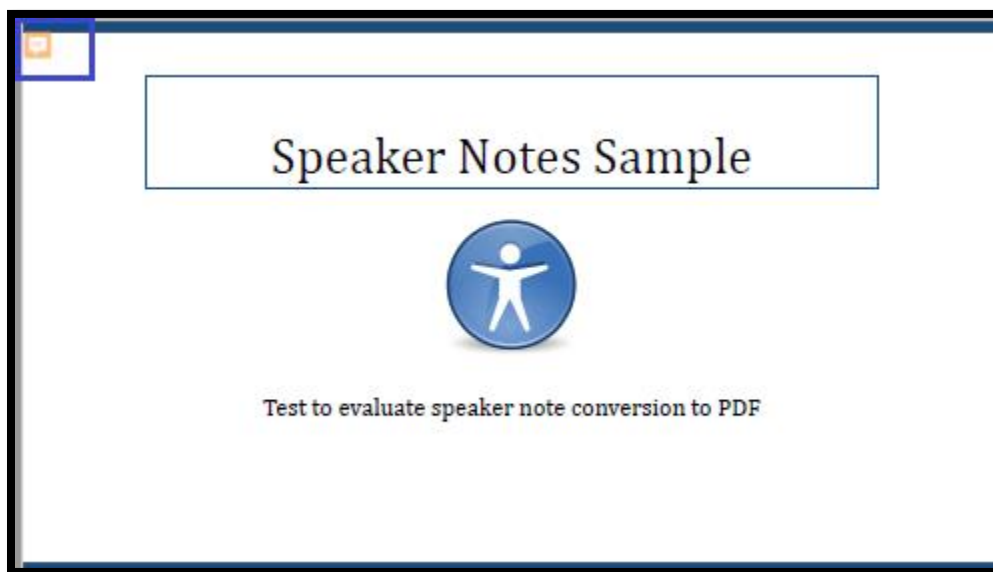 Speaker Notes Sample
Test to evaluate speaker note conversion to PDF